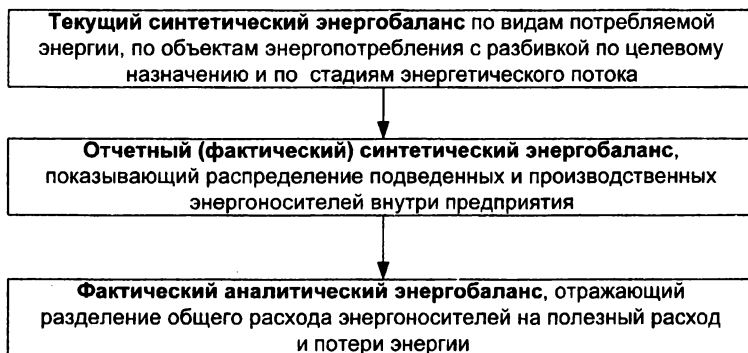 Текущий синтетический энергобаланс по видам потребляемой
энергии, по объектам энергопотребления с разбивкой по целевому
назначению и по стадиям энергетического потока
Отчетный (фактический) синтетический энергобаланс,
показывающий распределение подведенных и производственных
энергоносителей внутри предприятия
Фактический аналитический энергобаланс, отражающий
разделение общего расхода энергоносителей на полезный расход
и потери энергии